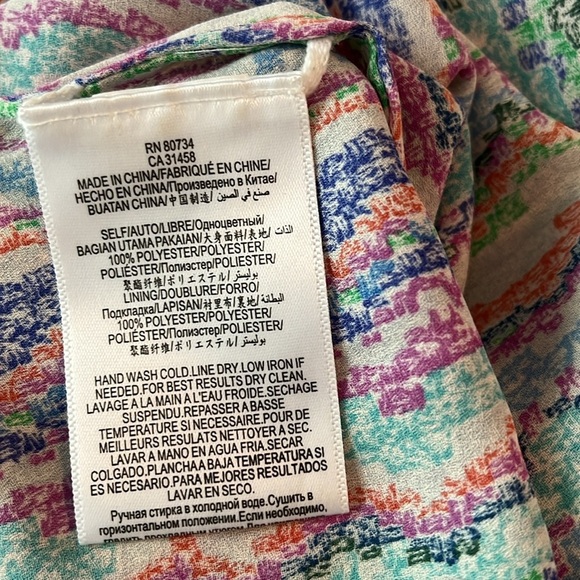 RN 80734
CA 31458
MADE IN CHINA/FABRIQUÉ EN CHINE/
HECHO EN CHINA/Произведено в Китае/
BUATAN CHINA/中国制造/ صنع في الصين/
SELF/AUTO/LIBRE/Одноцветный/
BAGIAN UTAMA PAKAIAN/大身面料/表地/ الذات/
100% POLYESTER/POLYESTER/
POLIÉSTER/Полиэстер/POLIESTER/
聚酯纤维/ポリエステル/ بوليستر/
LINING/DOUBLURE/FORRO/
Подкладка/LAPISAN/衬里布/裏地/ البطانة/
100% POLYESTER/POLYESTER/
POLIÉSTER/Полиэстер/POLIESTER/
聚酯纤维/ポリエステル/ بوليستر/
HAND WASH COLD.LINE DRY.LOW IRON IF
NEEDED.FOR BEST RESULTS DRY CLEAN.
LAVAGE A LA MAIN A L'EAU FROIDE.SECHAGE
SUSPENDU.REPASSER A BASSE
TEMPERATURE SI NECESSAIRE.POUR DE
MEILLEURS RESULATS NETTOYER A SEC.
LAVAR A MANO EN AGUA FRIA.SECAR
COLGADO.PLANCHA A BAJA TEMPERATURA SI
ES NECESARIO.PARA MEJORES RESULTADOS
LAVAR EN SECO.
Ручная стирка в холодной воде.Сушить в
горизонтальном положении.Если необходимо,